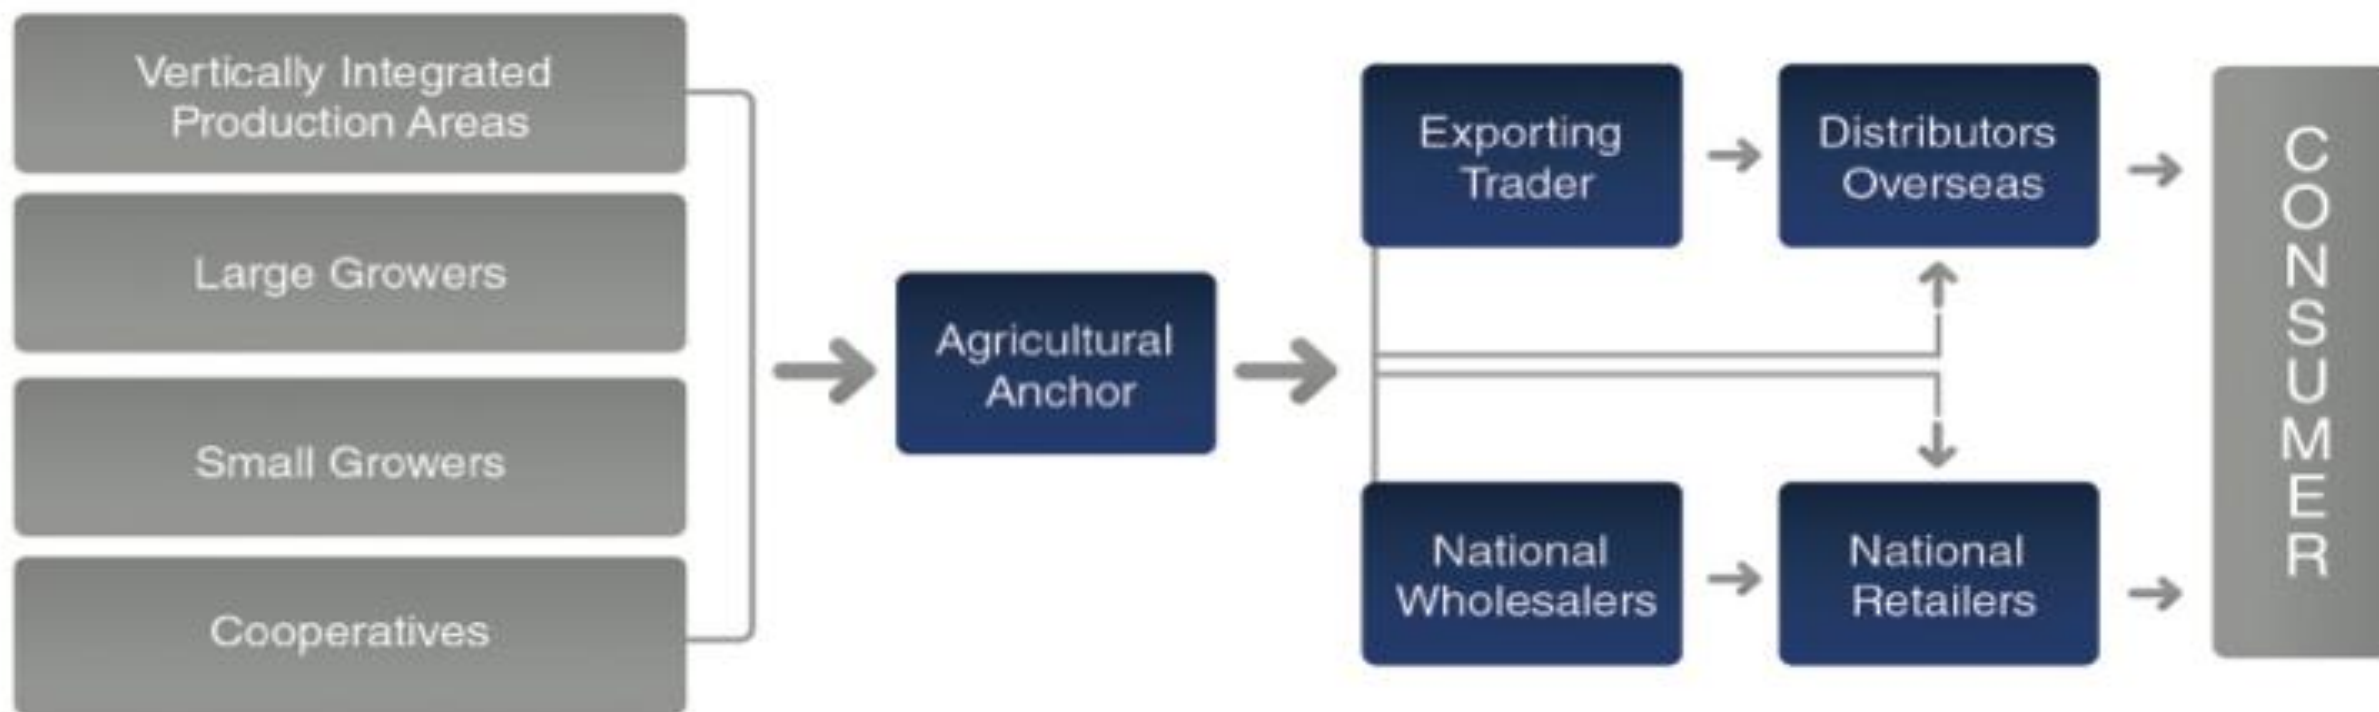 Vertically Integrated
Production Areas
Large Growers
Small Growers
Cooperatives
Agricultural
Anchor
Exporting
Trader
Distributors
Overseas
National
Wholesalers
National
Retailers
CONSUMER